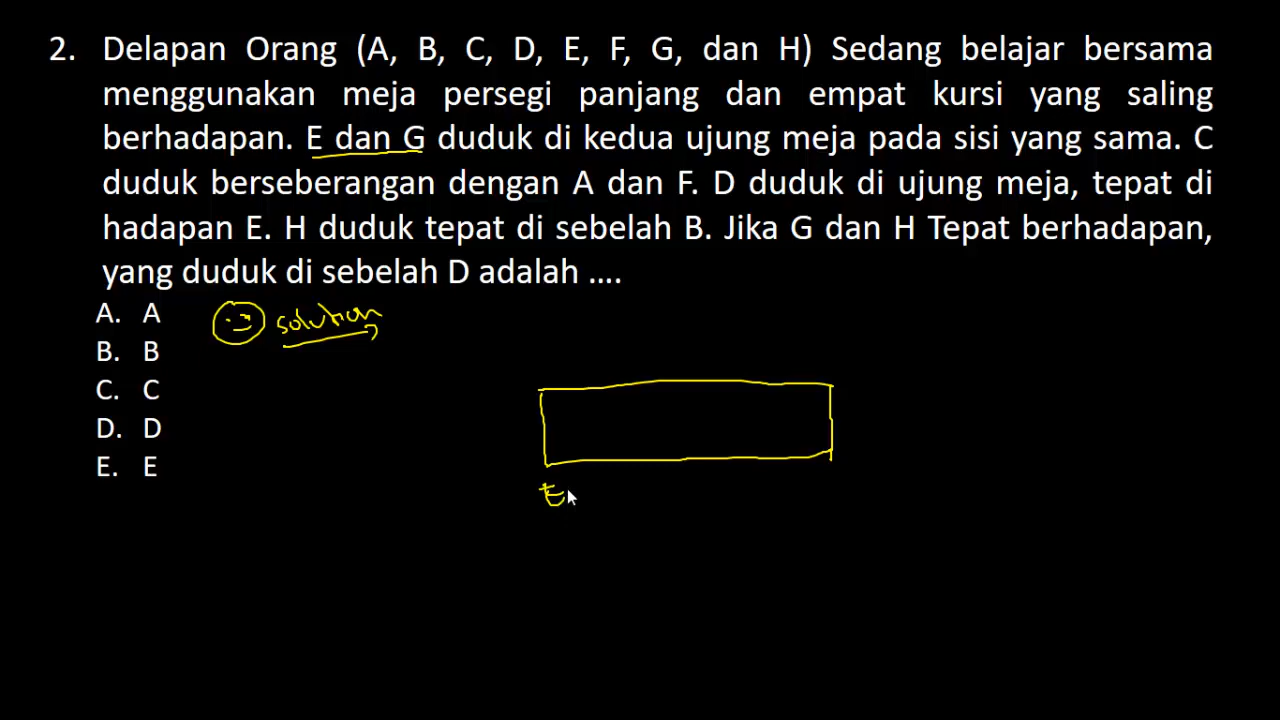 2. Delapan Orang (A, B, C, D, E, F, G, dan H) Sedang belajar bersama
menggunakan meja persegi panjang dan empat kursi yang saling
berhadapan. E dan G duduk di kedua ujung meja pada sisi yang sama. C
duduk berseberangan dengan A dan F. D duduk di ujung meja, tepat di
hadapan E. H duduk tepat di sebelah B. Jika G dan H Tepat berhadapan,
yang duduk di sebelah D adalah ....
A. A
B. B
C. C
D. D
E. E
solution
E